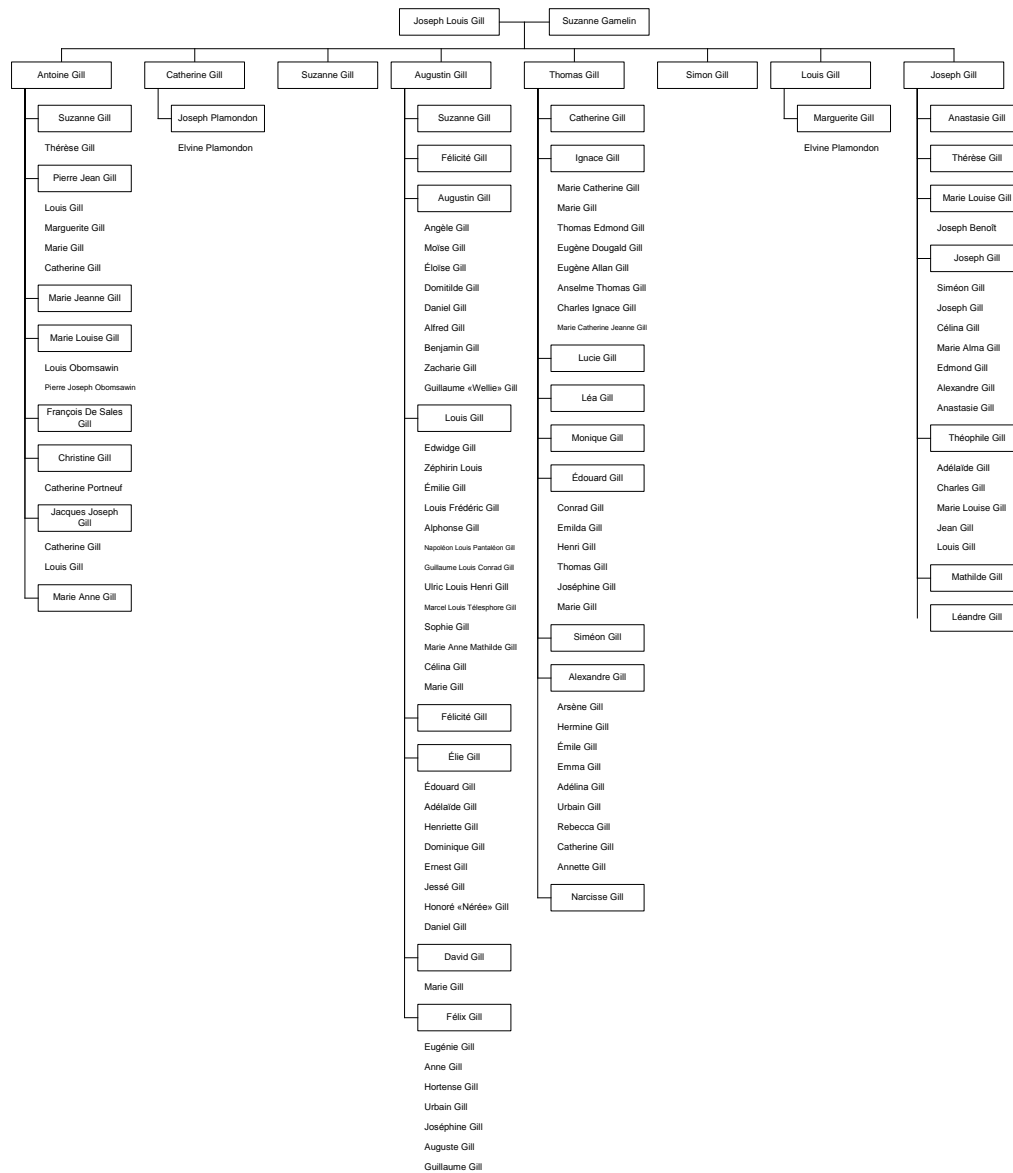 Joseph Louis Gill
Suzanne Gamelin
Antoine Gill
Catherine Gill
Suzanne Gill
Augustin Gill
Thomas Gill
Simon Gill
Louis Gill
Joseph Gill
Suzanne Gill
Thérèse Gill
Pierre Jean Gill
Louis Gill
Marguerite Gill
Marie Gill
Catherine Gill
Marie Jeanne Gill
Marie Louise Gill
Louis Obomsawin
Pierre Joseph Obomsawin
François De Sales
Gill
Christine Gill
Catherine Portneuf
Jacques Joseph
Gill
Catherine Gill
Louis Gill
Marie Anne Gill
Joseph Plamondon
Elvine Plamondon
Suzanne Gill
Félicité Gill
Augustin Gill
Angèle Gill
Moïse Gill
Éloïse Gill
Domitilde Gill
Daniel Gill
Alfred Gill
Benjamin Gill
Zacharie Gill
Guillaume «Wellie» Gill
Louis Gill
Edwidge Gill
Zéphirin Louis
Émilie Gill
Louis Frédéric Gill
Alphonse Gill
Napoléon Louis Pantaléon Gill
Guillaume Louis Conrad Gill
Ulric Louis Henri Gill
Marcel Louis Télesphore Gill
Sophie Gill
Marie Anne Mathilde Gill
Célina Gill
Marie Gill
Félicité Gill
Élie Gill
Édouard Gill
Adélaïde Gill
Henriette Gill
Dominique Gill
Ernest Gill
Jessé Gill
Honoré «Nérée» Gill
Daniel Gill
David Gill
Marie Gill
Félix Gill
Eugénie Gill
Anne Gill
Hortense Gill
Urbain Gill
Joséphine Gill
Auguste Gill
Guillaume Gill
Catherine Gill
Ignace Gill
Marie Catherine Gill
Marie Gill
Thomas Edmond Gill
Eugène Dougald Gill
Eugène Allan Gill
Anselme Thomas Gill
Charles Ignace Gill
Marie Catherine Jeanne Gill
Lucie Gill
Léa Gill
Monique Gill
Édouard Gill
Conrad Gill
Emilda Gill
Henri Gill
Thomas Gill
Joséphine Gill
Marie Gill
Siméon Gill
Alexandre Gill
Arsène Gill
Hermine Gill
Émile Gill
Emma Gill
Adélina Gill
Urbain Gill
Rebecca Gill
Catherine Gill
Annette Gill
Narcisse Gill
Marguerite Gill
Elvine Plamondon
Anastasie Gill
Thérèse Gill
Marie Louise Gill
Joseph Benoît
Joseph Gill
Siméon Gill
Joseph Gill
Célina Gill
Marie Alma Gill
Edmond Gill
Alexandre Gill
Anastasie Gill
Théophile Gill
Adélaïde Gill
Charles Gill
Marie Louise Gill
Jean Gill
Louis Gill
Mathilde Gill
Léandre Gill